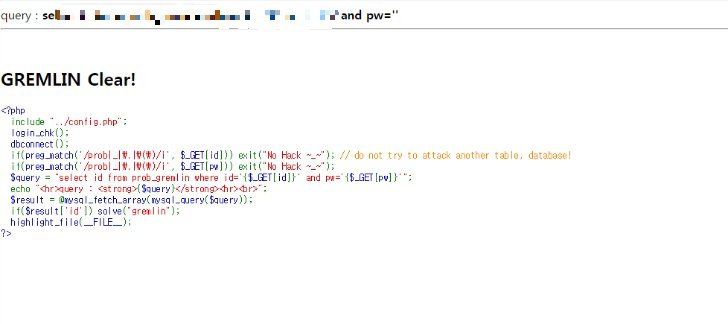 query : sel and pw=''
GREMLIN Clear!
<?php
include "../config.php";
login_chk();
dbconnect();
if(preg_match('/prob|_|₩.|₩(₩)/i', $_GET[id])) exit("No Hack ~_~"); // do not try to attack another table, database!
if(preg_match('/prob|_|₩.|₩(₩)/i', $_GET[pw])) exit("No Hack ~_~");
$query = "select id from prob_gremlin where id='{$_GET[id]}' and pw='{$_GET[pw]}'";
echo "<hr>query : <strong>{$query}</strong><hr><br>";
$result = @mysql_fetch_array(mysql_query($query));
if($result['id']) solve("gremlin");
highlight_file(__FILE__);
?>